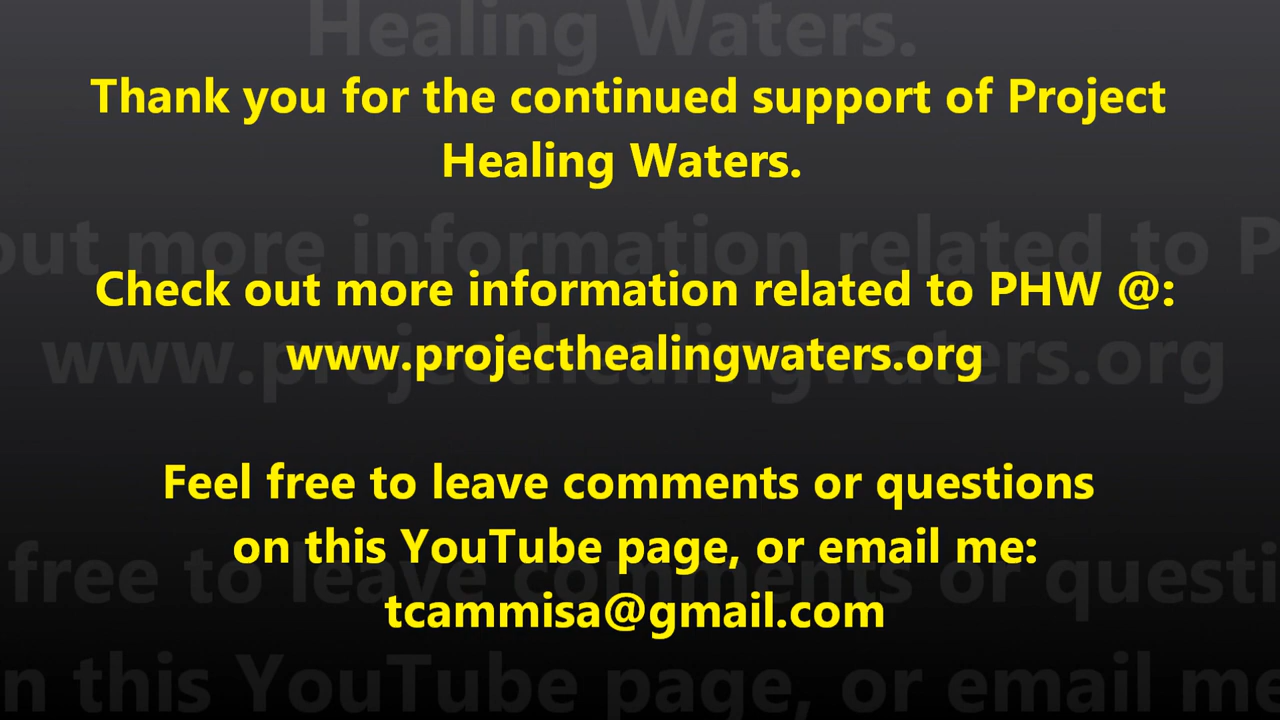 Thank you for the continued support of Project
Healing Waters.
Check out more information related to PHW @:
www.projecthealingwaters.org
Feel free to leave comments or questions
on this YouTube page, or email me:
tcammisa@gmail.com